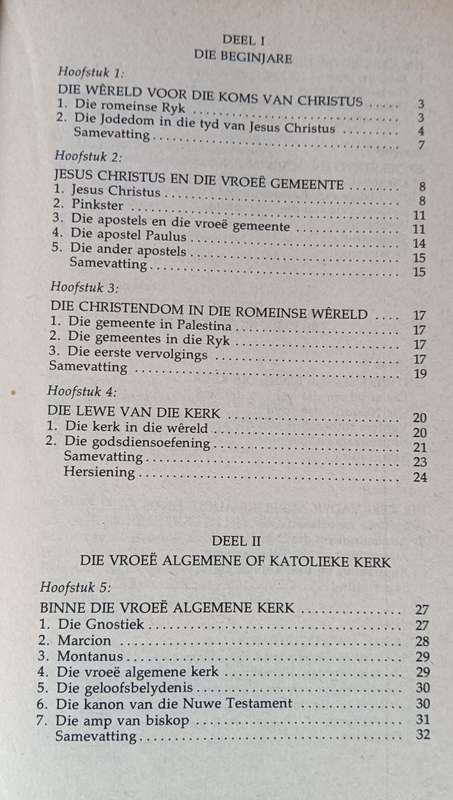 DEEL I
DIE BEGINJARE
Hoofstuk 1:
DIE WÊRELD VOOR DIE KOMS VAN CHRISTUS ..... 3
1. Die romeinse Ryk ..... 3
2. Die Jodedom in die tyd van Jesus Christus ..... 4
Samevatting ..... 7
Hoofstuk 2:
JESUS CHRISTUS EN DIE VROEË GEMEENTE ..... 8
1. Jesus Christus ..... 8
2. Pinkster ..... 11
3. Die apostels en die vroeë gemeente ..... 11
4. Die apostel Paulus ..... 14
5. Die ander apostels ..... 15
Samevatting ..... 15
Hoofstuk 3:
DIE CHRISTENDOM IN DIE ROMEINSE WÊRELD .... 17
1. Die gemeente in Palestina ..... 17
2. Die gemeentes in die Ryk ..... 17
3. Die eerste vervolgings ..... 17
Samevatting ..... 19
Hoofstuk 4:
DIE LEWE VAN DIE KERK ..... 20
1. Die kerk in die wêreld ..... 20
2. Die godsdiensoefening ..... 21
Samevatting ..... 23
Hersiening ..... 24
DEEL II
DIE VROEË ALGEMENE OF KATOLIEKE KERK
Hoofstuk 5:
BINNE DIE VROEË ALGEMENE KERK ..... 27
1. Die Gnostiek ..... 27
2. Marcion ..... 28
3. Montanus ..... 29
4. Die vroeë algemene kerk ..... 29
5. Die geloofsbelydenis ..... 30
6. Die kanon van die Nuwe Testament ..... 30
7. Die amp van biskop ..... 31
Samevatting ..... 32